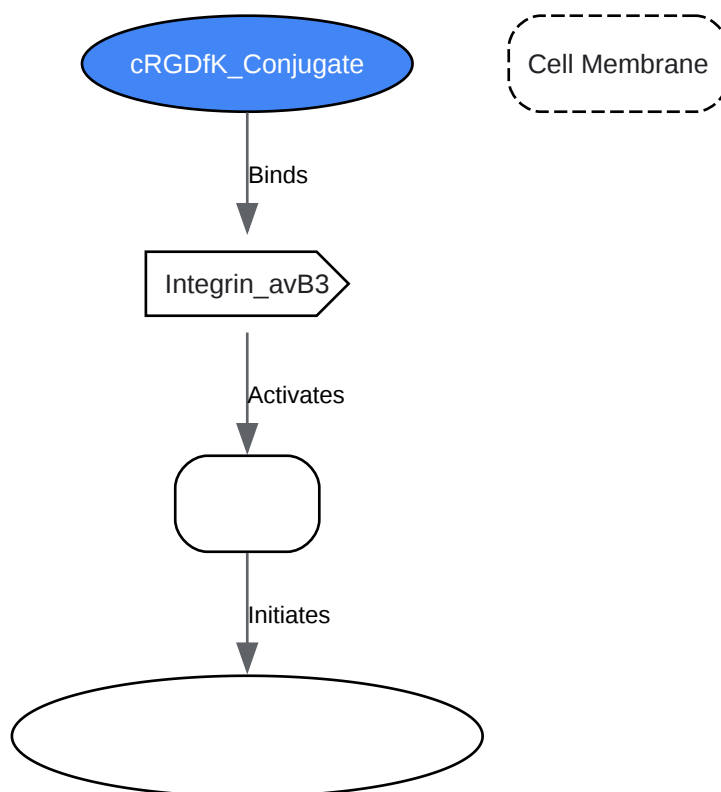 cRGDfK_Conjugate
Cell Membrane
Binds
Integrin_avB3
Activates
Initiates